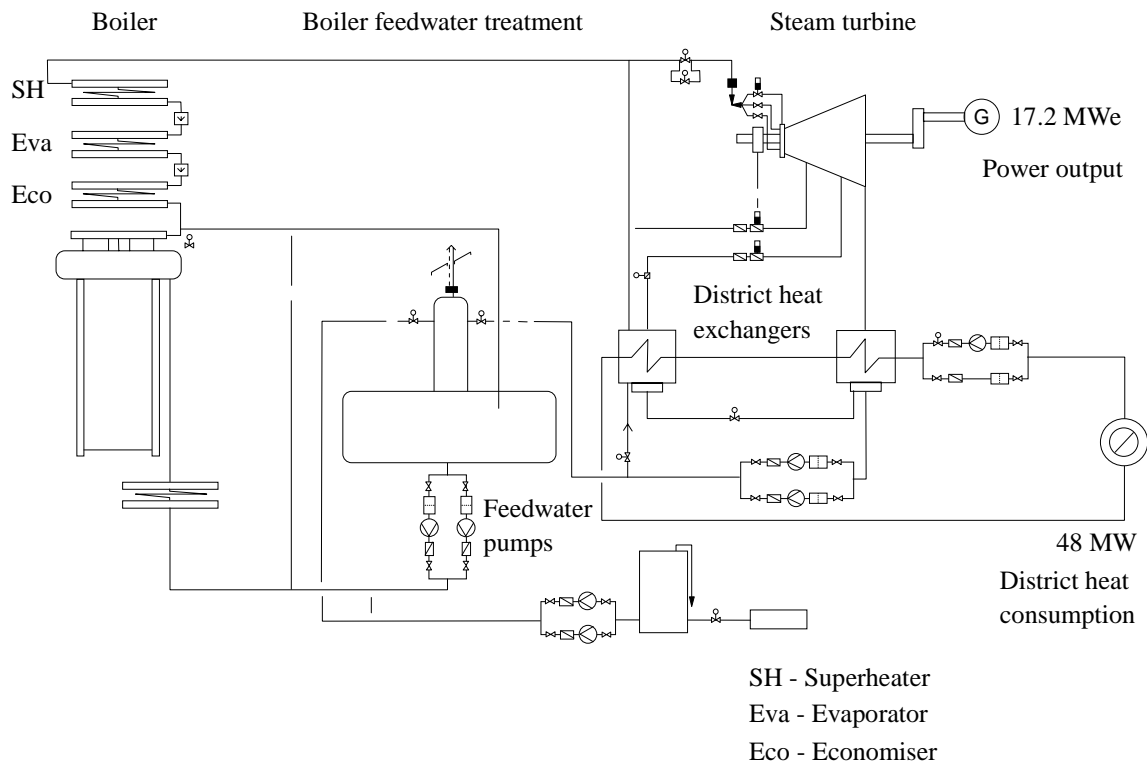 Boiler
Boiler feedwater treatment
Steam turbine
SH
Eva
Eco
G
17.2 MWe
Power output
District heat
exchangers
Feedwater
pumps
48 MW
District heat
consumption
SH - Superheater
Eva - Evaporator
Eco - Economiser